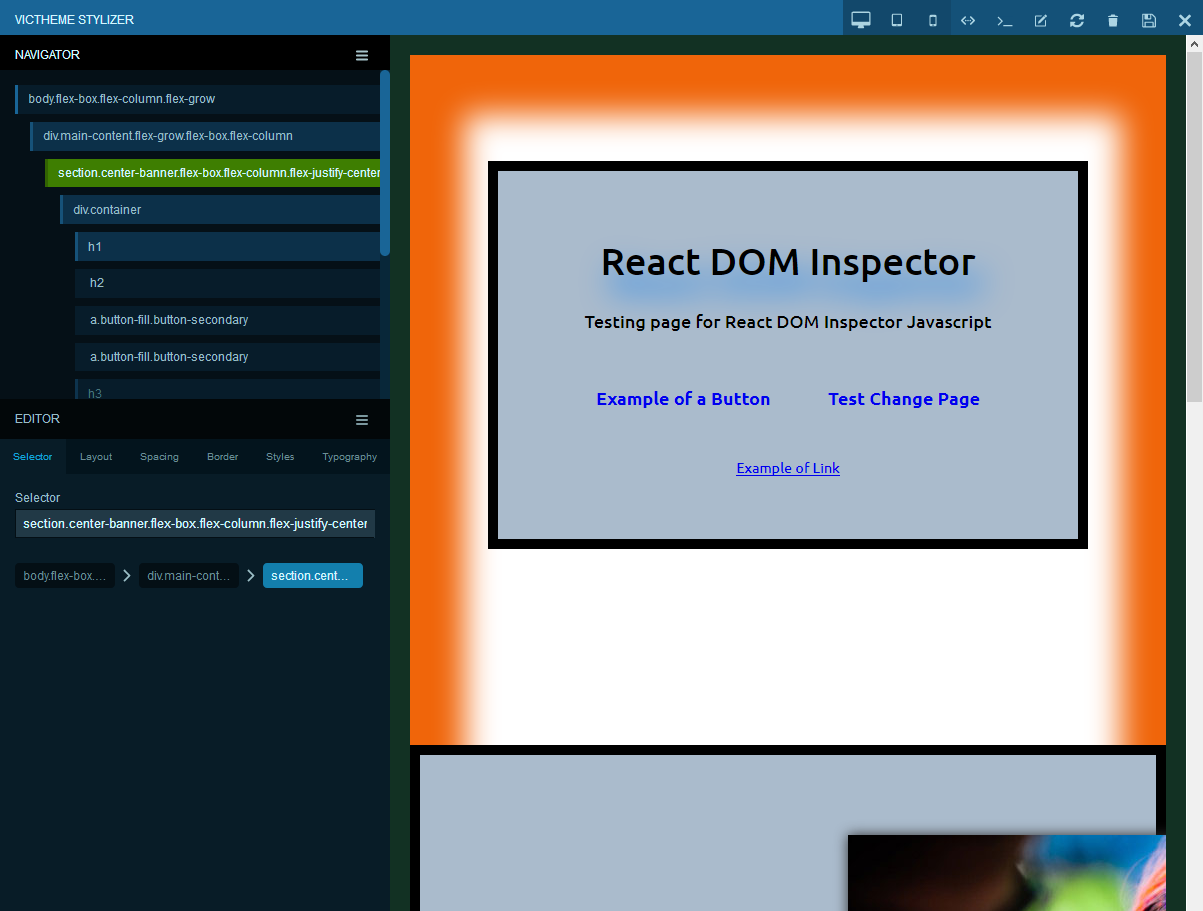 VICTHEME STYLIZER
NAVIGATOR
body.flex-box.flex-column.flex-grow
div.main-content.flex-grow.flex-box.flex-column
section.center-banner.flex-box.flex-column.flex-justify-center
div.container
h1
h2
a.button-fill.button-secondary
a.button-fill.button-secondary
h3
EDITOR
Selector Layout Spacing Border Styles Typography
Selector
section.center-banner.flex-box.flex-column.flex-justify-center
body.flex-box.... div.main-cont... section.cent...
React DOM Inspector
Testing page for React DOM Inspector Javascript
Example of a Button Test Change Page
Example of Link